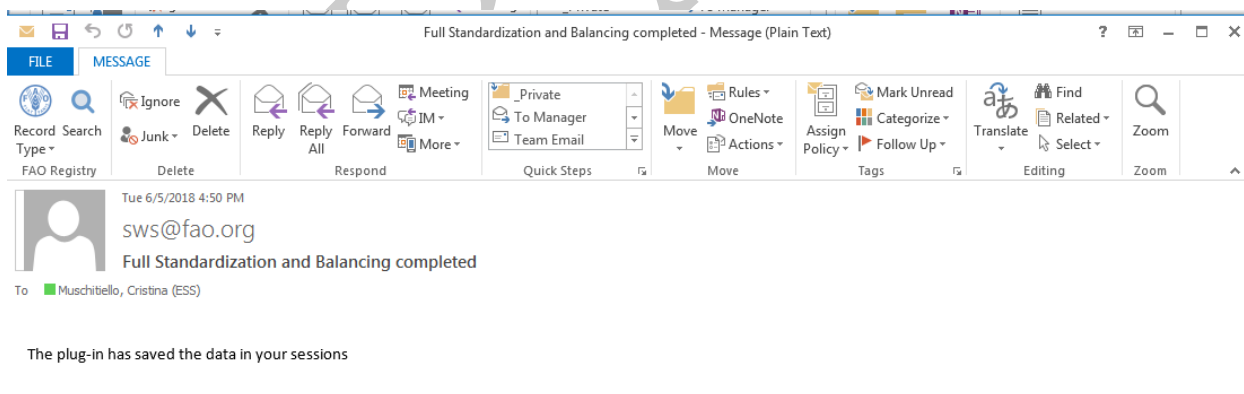 Full Standardization and Balancing completed - Message (Plain Text)
FILE MESSAGE
Ignore
Junk
Delete
Record Type
Search
Reply
Reply All
Forward
Meeting
IM
More
_Private
To Manager
Team Email
Move
Rules
OneNote
Actions
Assign Policy
Mark Unread
Categorize
Follow Up
Translate
Find
Related
Select
Zoom
FAO Registry Delete Respond Quick Steps Move Tags Editing Zoom
Tue 6/5/2018 4:50 PM
sws@fao.org
Full Standardization and Balancing completed
To Muschitiello, Cristina (ESS)
The plug-in has saved the data in your sessions